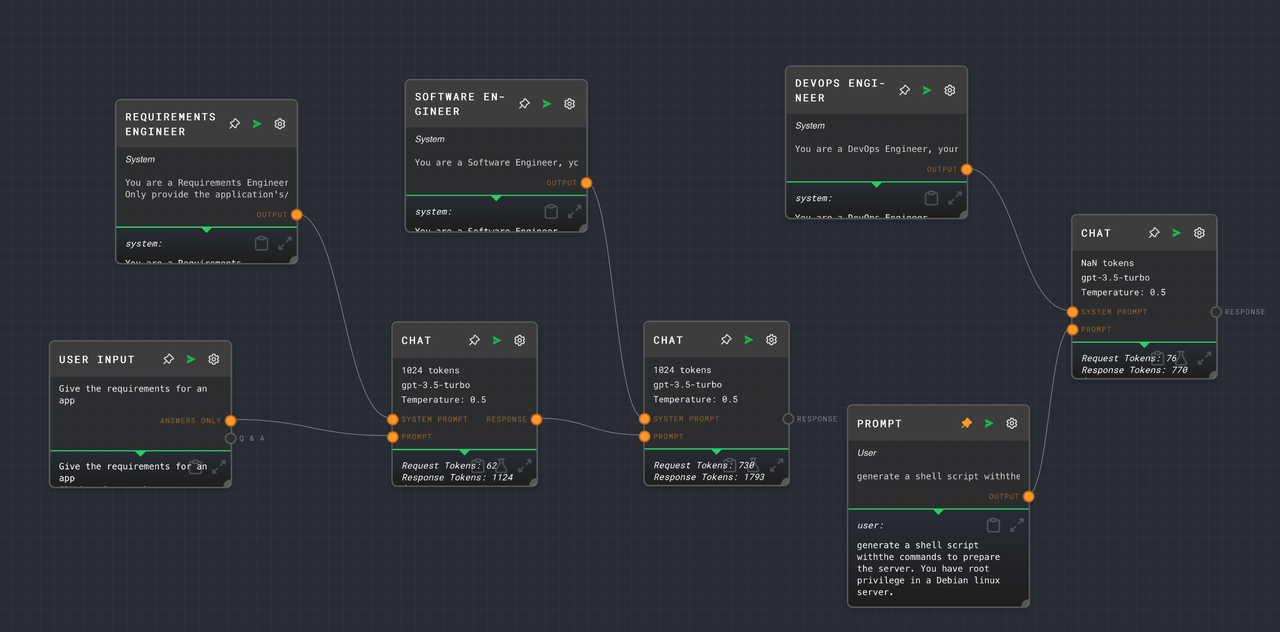 REQUIREMENTS
ENGINEER
System
You are a Requirements Engineer
Only provide the application's/
OUTPUT
system:
You are a Requirements
SOFTWARE EN-
GINEER
System
You are a Software Engineer, yo
OUTPUT
system:
You are a Software Engineer
DEVOPS ENGI-
NEER
System
You are a DevOps Engineer, your
OUTPUT
system:
You are a DevOps Engineer
CHAT
NaN tokens
gpt-3.5-turbo
Temperature: 0.5
SYSTEM PROMPT
RESPONSE
PROMPT
Request Tokens: 76
Response Tokens: 770
USER INPUT
Give the requirements for an
app
ANSWERS ONLY
Q & A
Give the requirements for an
app
CHAT
1024 tokens
gpt-3.5-turbo
Temperature: 0.5
SYSTEM PROMPT RESPONSE
PROMPT
Request Tokens: 62
Response Tokens: 1124
CHAT
1024 tokens
gpt-3.5-turbo
Temperature: 0.5
SYSTEM PROMPT
RESPONSE
PROMPT
Request Tokens: 730
Response Tokens: 1793
PROMPT
User
generate a shell script withthe
OUTPUT
user:
generate a shell script
withthe commands to prepare
the server. You have root
privilege in a Debian linux
server.